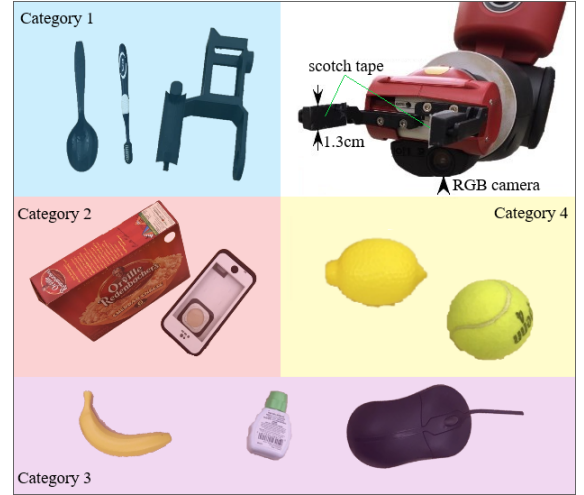 Category 1
scotch tape
1.3cm
RGB camera
Category 2
Category 4
Orville
Redenbacher's
Category 3